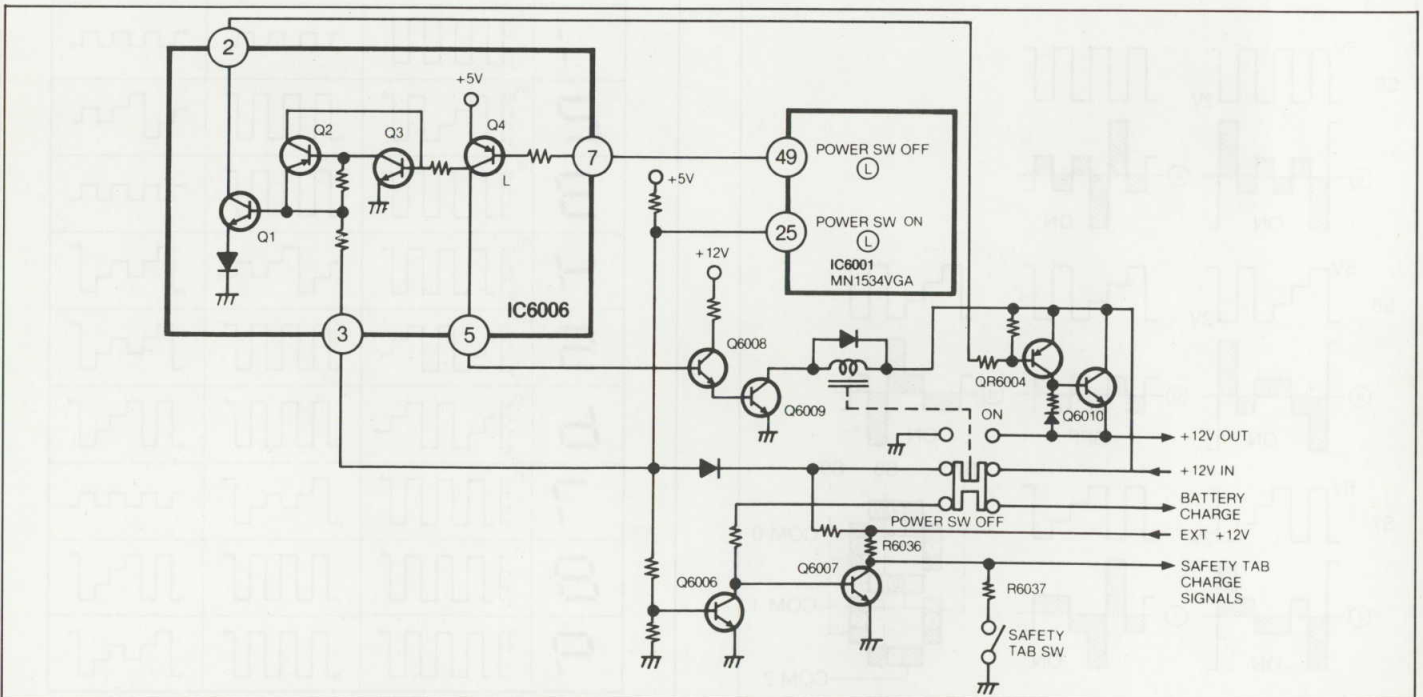 2
+5V
Q2
Q3
Q4
L
7
Q1
IC6006
3
5
49
POWER SW OFF
L
+5V
25
POWER SW ON
L
IC6001
MN1534VGA
+12V
Q6008
Q6009
QR6004
Q6010
ON
+12V OUT
+12V IN
BATTERY
CHARGE
POWER SW OFF
EXT +12V
R6036
Q6006
Q6007
SAFETY TAB
CHARGE
SIGNALS
R6037
SAFETY
TAB SW